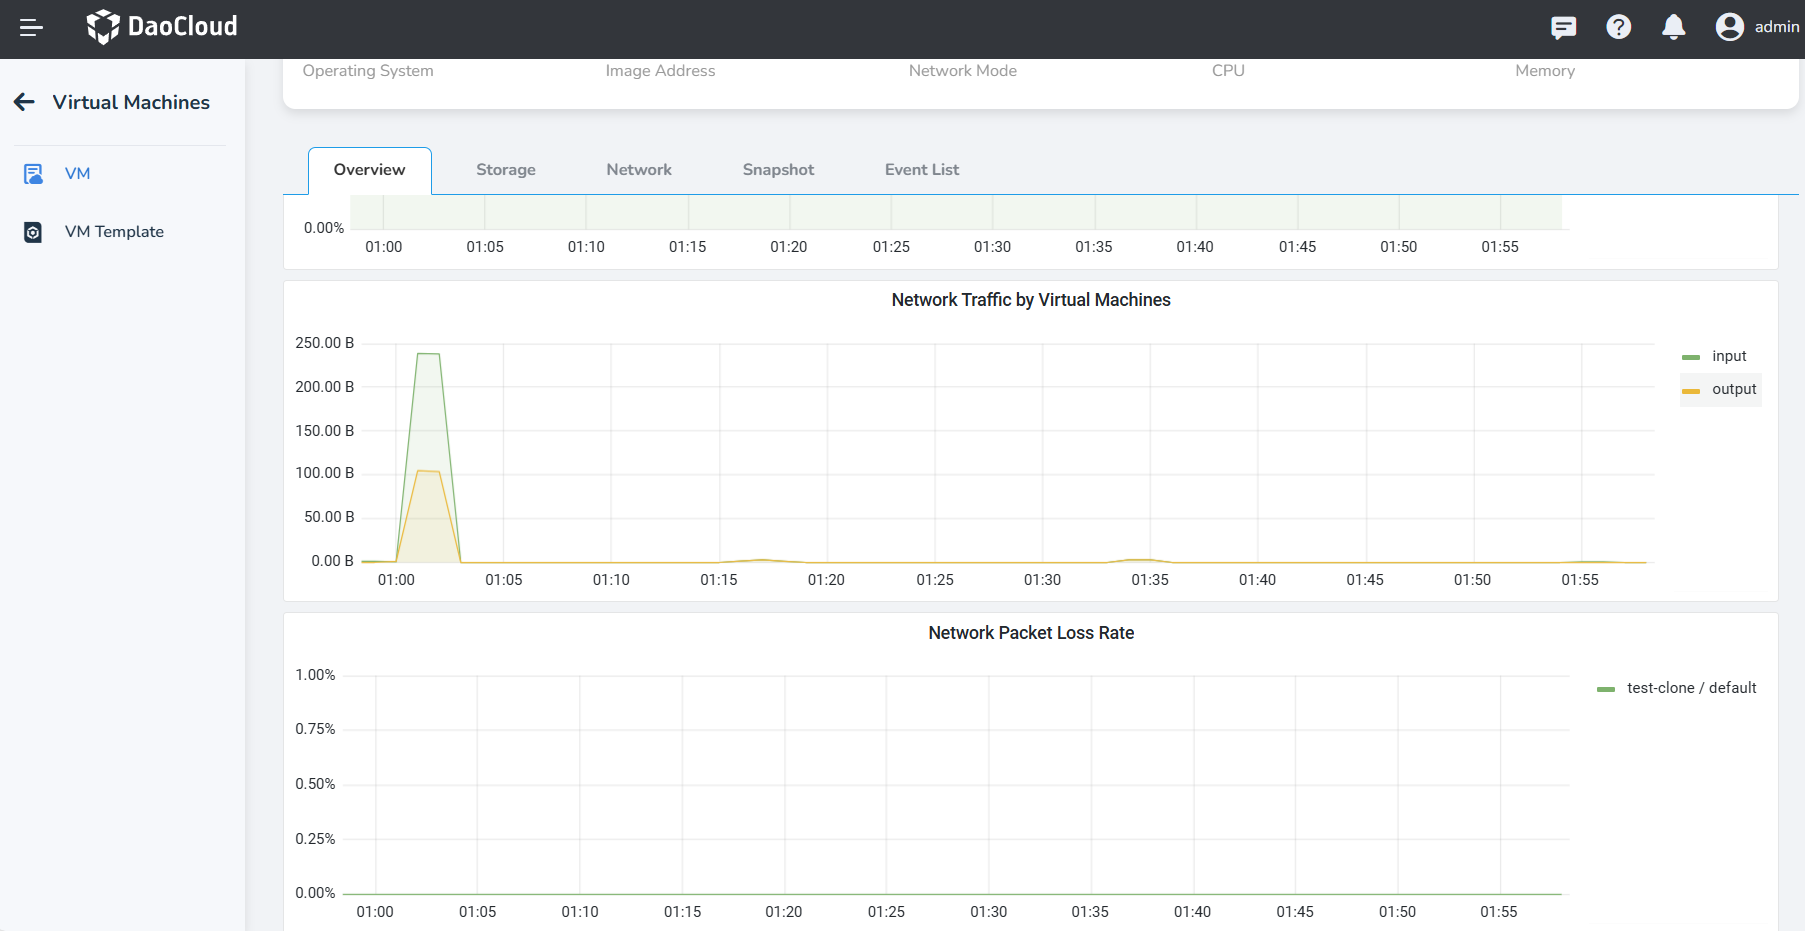 DaoCloud
admin
Virtual Machines
VM
VM Template
Operating System Image Address Network Mode CPU Memory
Overview Storage Network Snapshot Event List
0.00%
01:00 01:05 01:10 01:15 01:20 01:25 01:30 01:35 01:40 01:45 01:50 01:55
Network Traffic by Virtual Machines
250.00 B
200.00 B
150.00 B
100.00 B
50.00 B
0.00 B
01:00 01:05 01:10 01:15 01:20 01:25 01:30 01:35 01:40 01:45 01:50 01:55
input
output
Network Packet Loss Rate
1.00%
0.75%
0.50%
0.25%
0.00%
01:00 01:05 01:10 01:15 01:20 01:25 01:30 01:35 01:40 01:45 01:50 01:55
test-clone / default